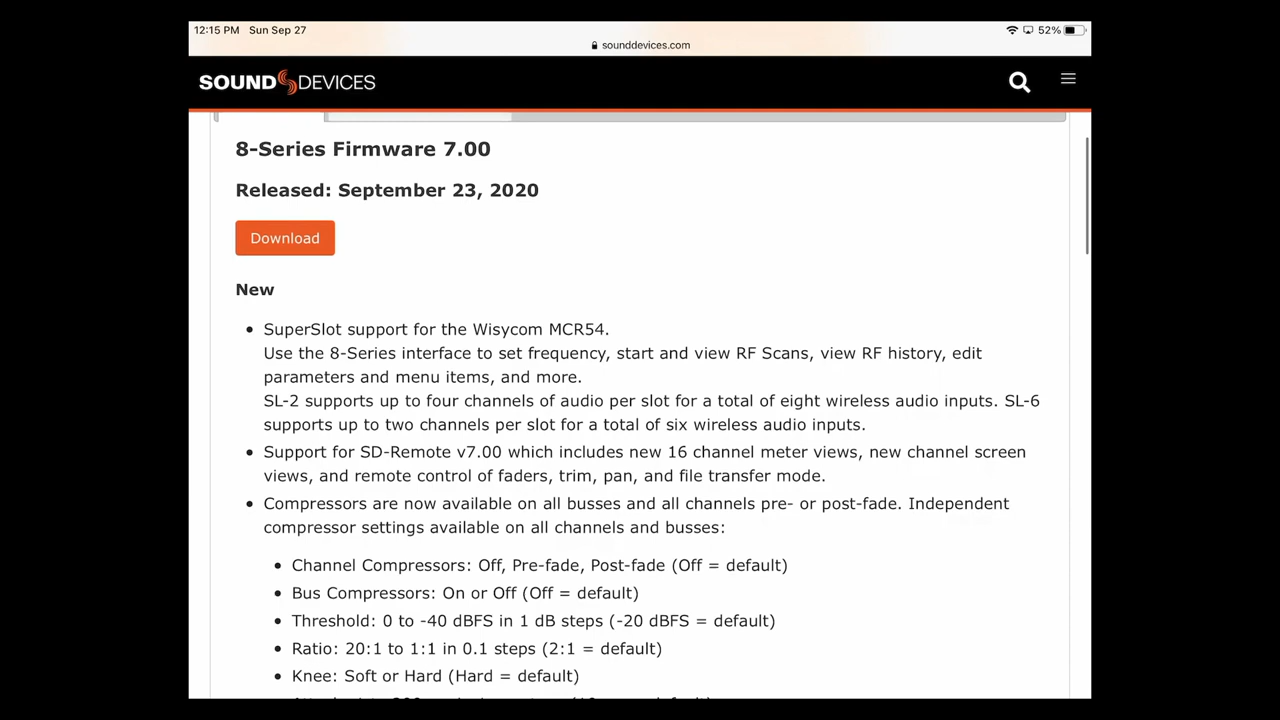 12:15 PM Sun Sep 27
52%
sounddevices.com
SOUND DEVICES
8-Series Firmware 7.00
Released: September 23, 2020
Download
New
SuperSlot support for the Wisycom MCR54.
Use the 8-Series interface to set frequency, start and view RF Scans, view RF history, edit
parameters and menu items, and more.
SL-2 supports up to four channels of audio per slot for a total of eight wireless audio inputs. SL-6
supports up to two channels per slot for a total of six wireless audio inputs.
Support for SD-Remote v7.00 which includes new 16 channel meter views, new channel screen
views, and remote control of faders, trim, pan, and file transfer mode.
Compressors are now available on all busses and all channels pre- or post-fade. Independent
compressor settings available on all channels and busses:
Channel Compressors: Off, Pre-fade, Post-fade (Off = default)
Bus Compressors: On or Off (Off = default)
Threshold: 0 to -40 dBFS in 1 dB steps (-20 dBFS = default)
Ratio: 20:1 to 1:1 in 0.1 steps (2:1 = default)
Knee: Soft or Hard (Hard = default)